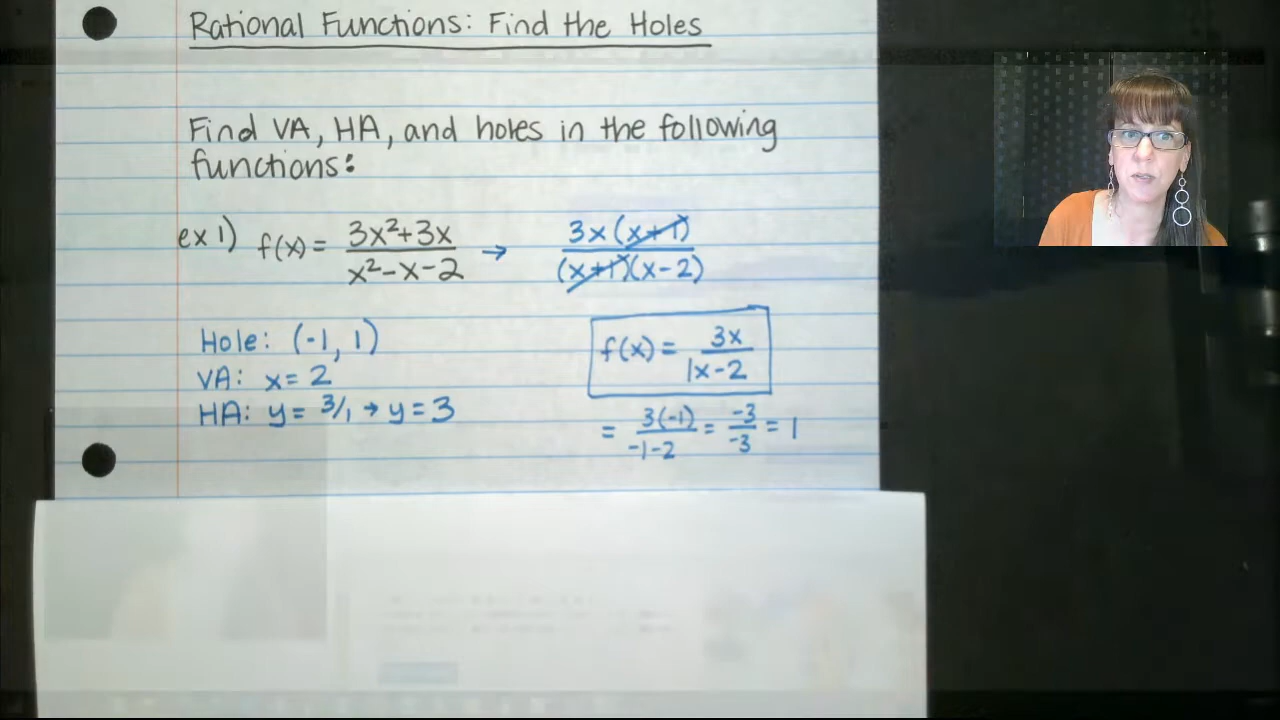 Rational Functions: Find the Holes
Find VA, HA, and holes in the following
functions:
ex 1) f(x) = 3x²+3x / x²-x-2 → 3x(x+1) / (x+1)(x-2)
Hole: (-1, 1)
VA: x = 2
HA: y = 3/1 → y = 3
f(x) = 3x / 1x-2
= 3(-1) / -1-2 = -3 / -3 = 1